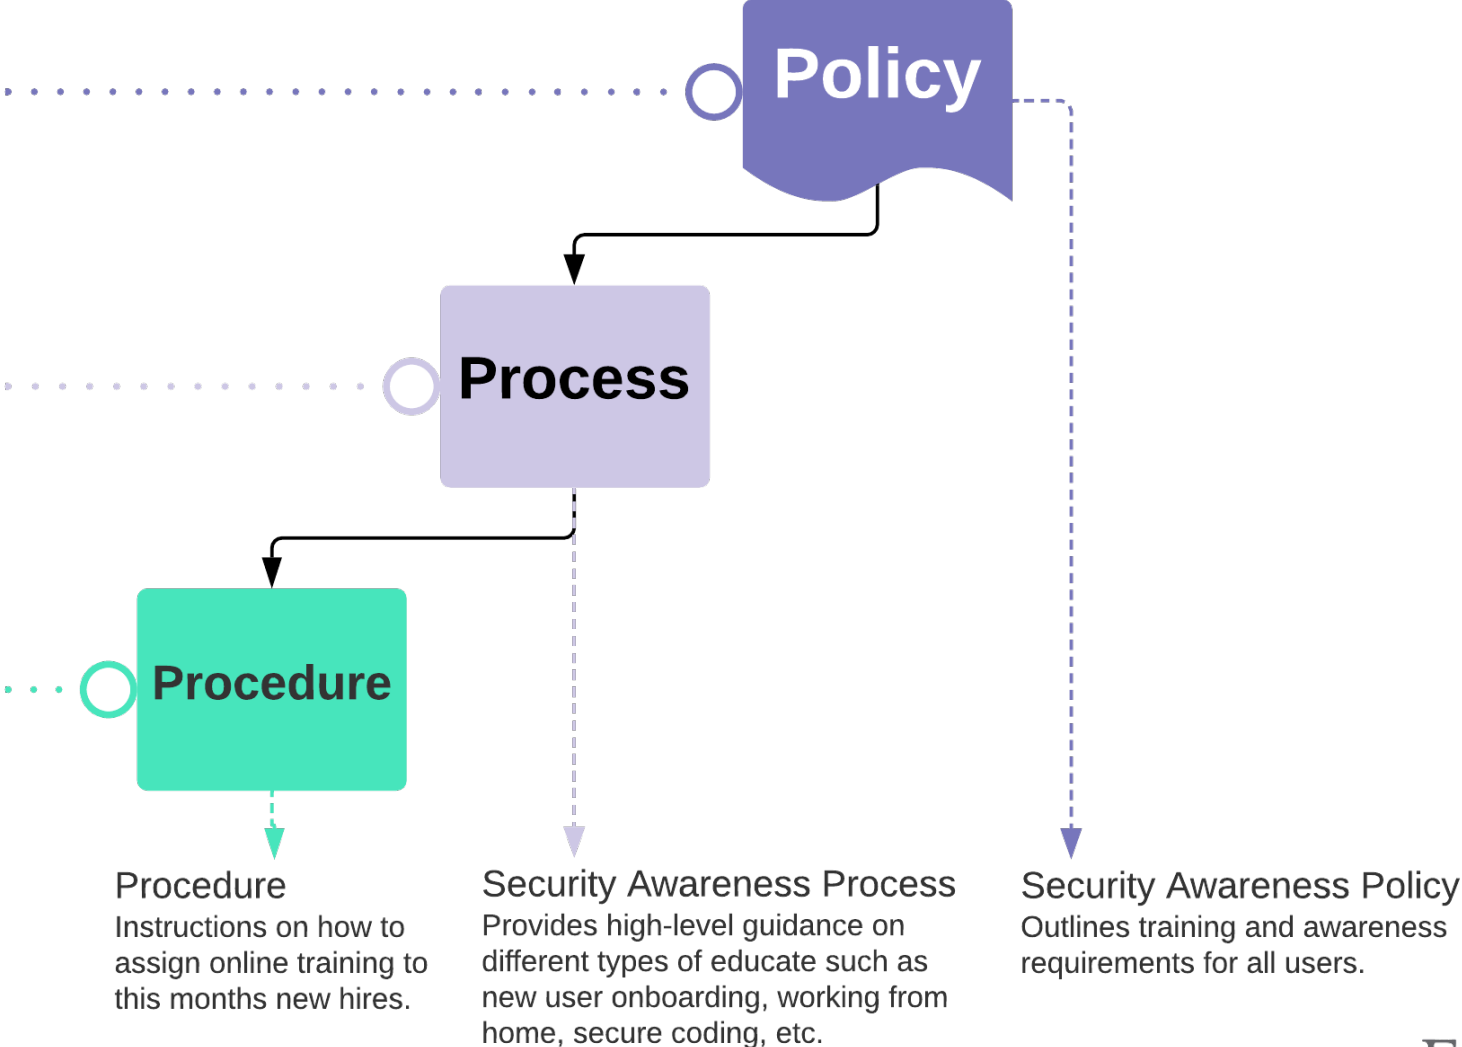 Policy
Process
Procedure
Procedure
Instructions on how to
assign online training to
this months new hires.
Security Awareness Process
Provides high-level guidance on
different types of educate such as
new user onboarding, working from
home, secure coding, etc.
Security Awareness Policy
Outlines training and awareness
requirements for all users.